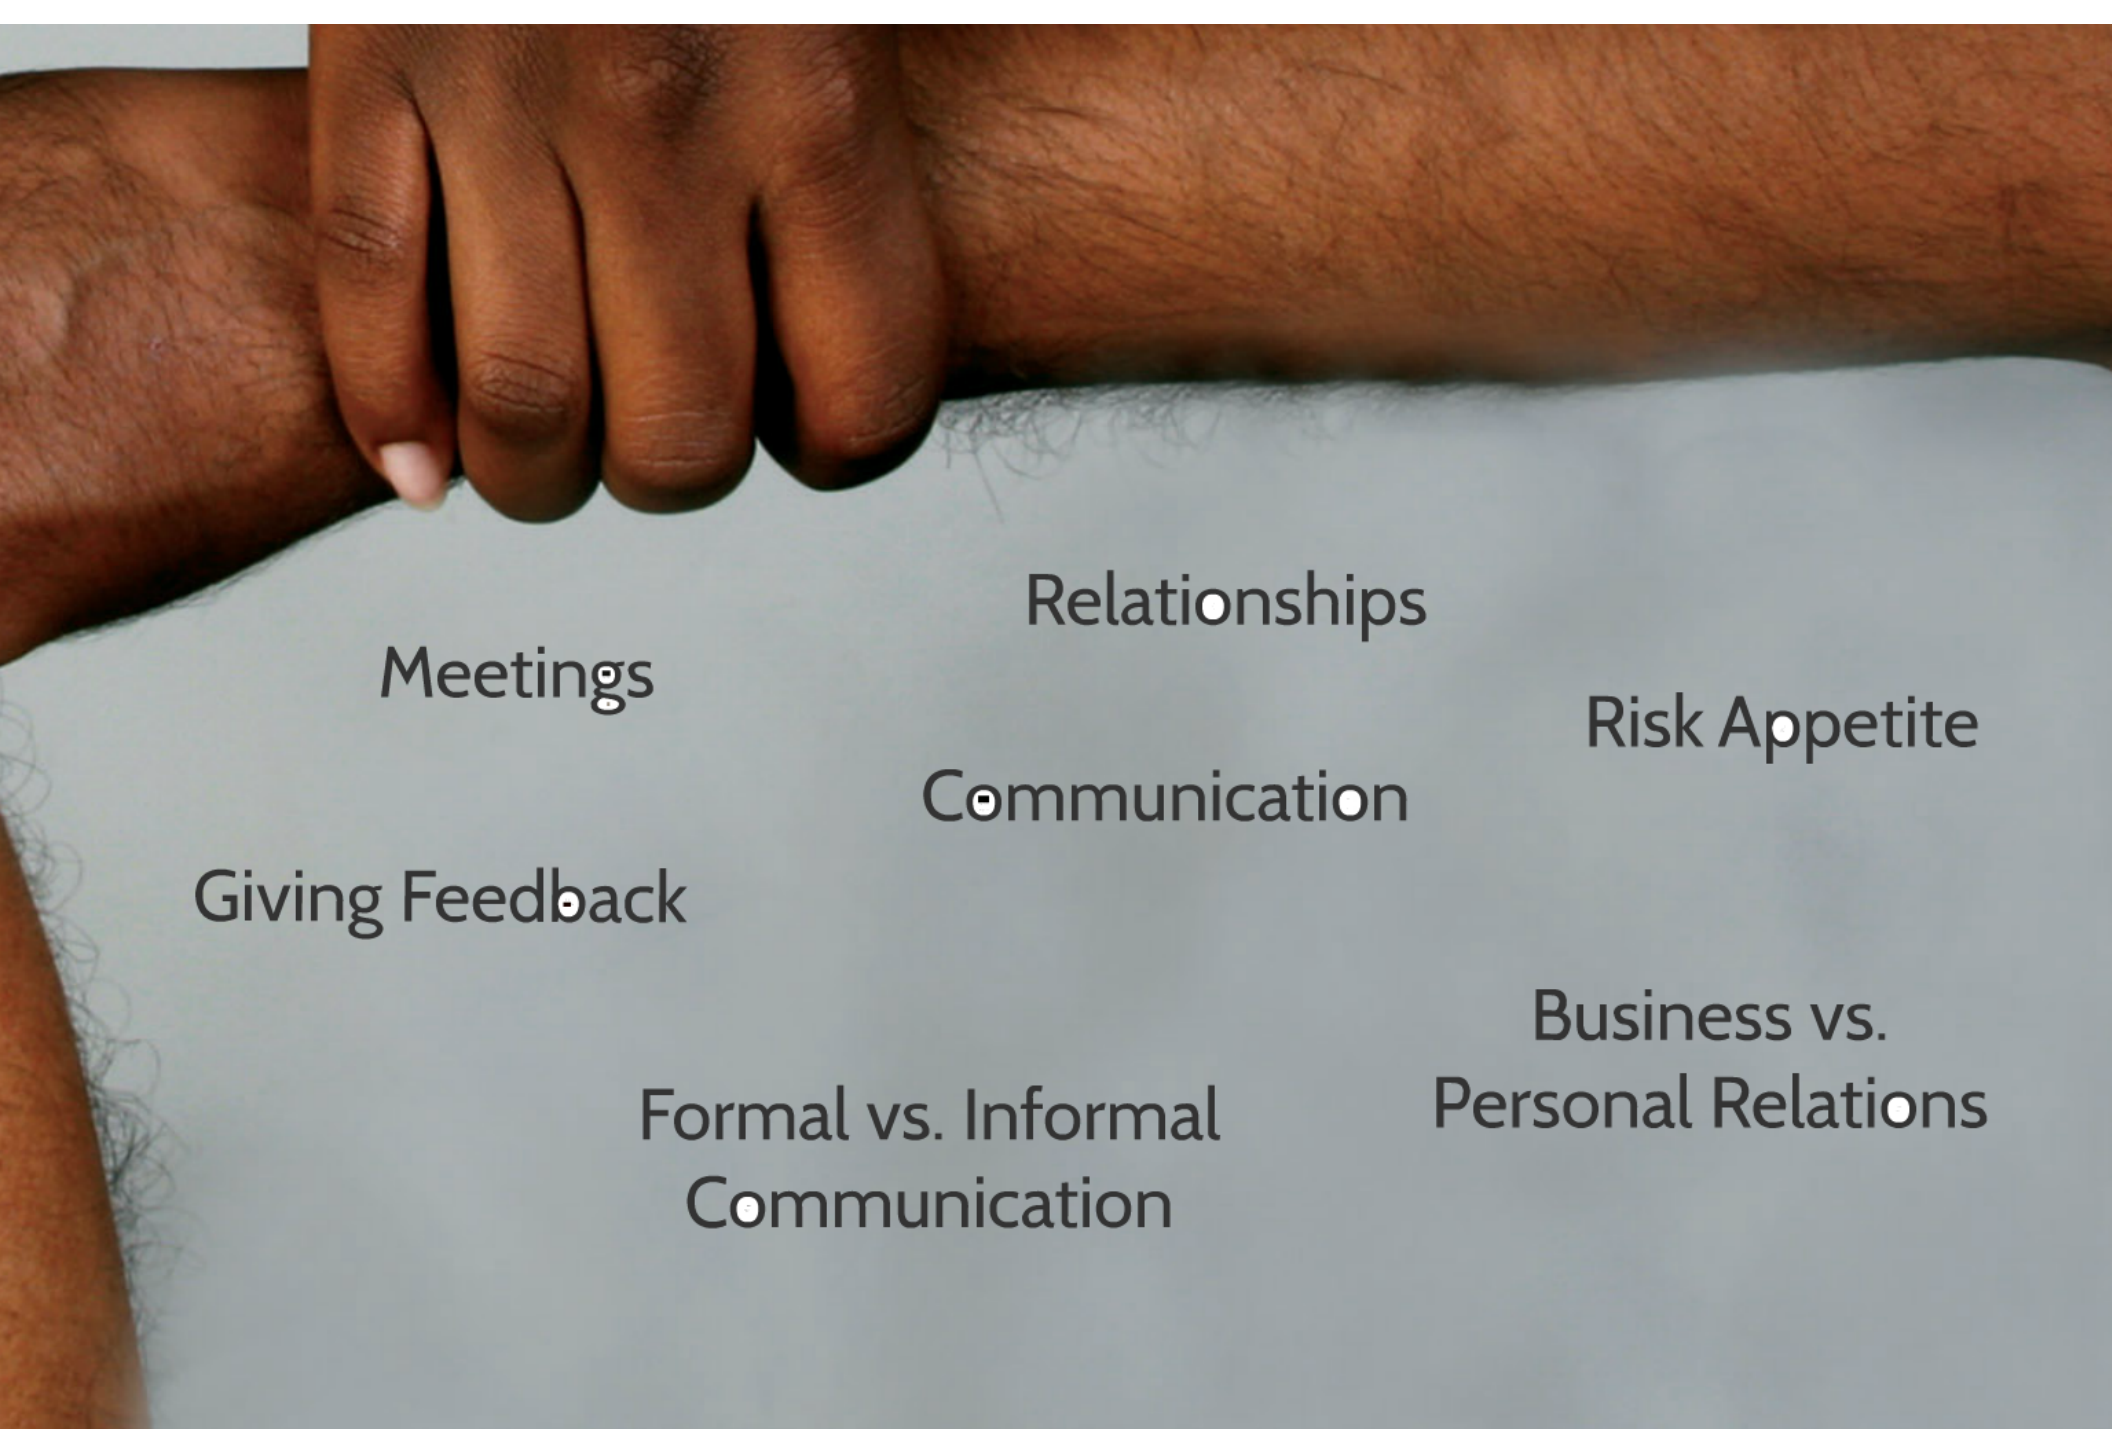 Relationships
Meetings
Risk Appetite
Communication
Giving Feedback
Business vs.
Personal Relations
Formal vs. Informal
Communication